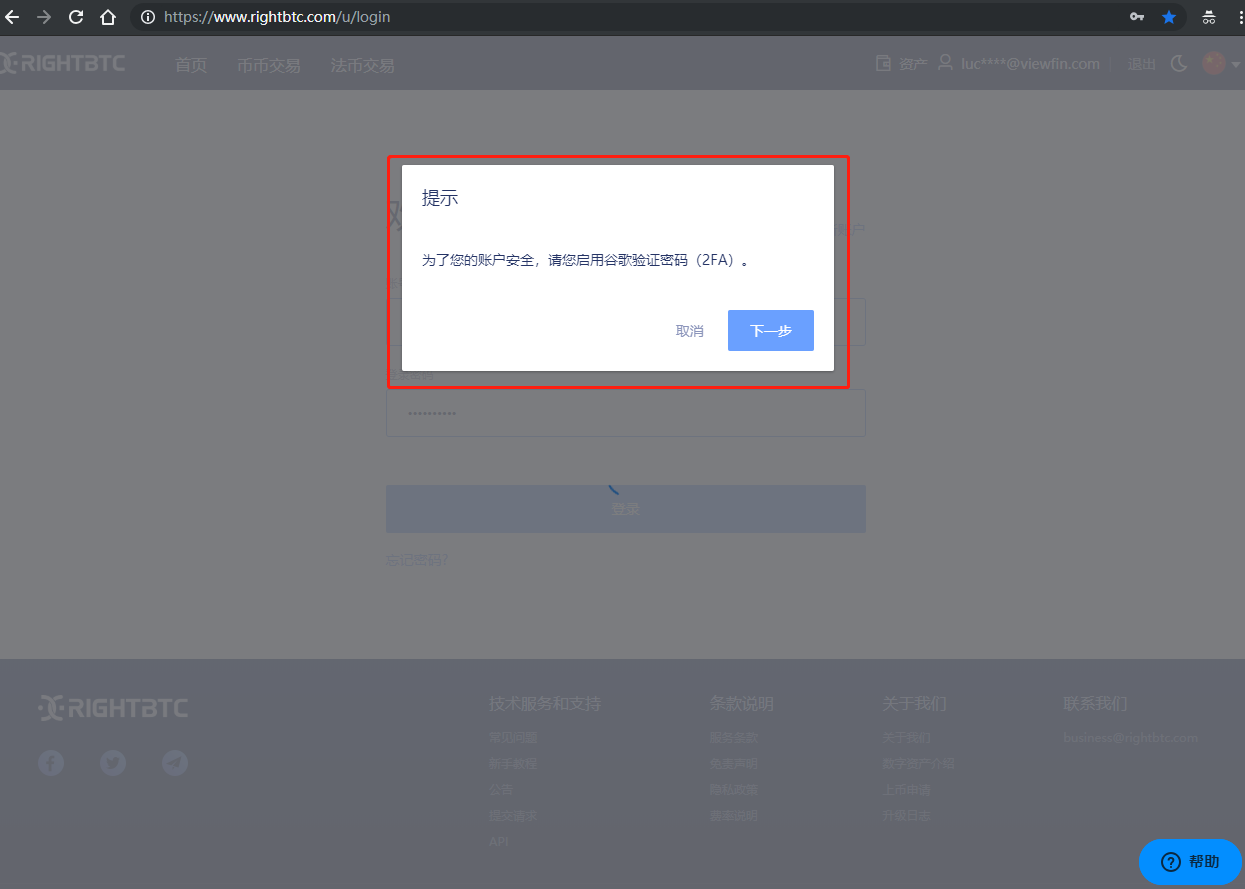 https://www.rightbtc.com/u/login
RIGHTBTC 首页 币币交易 法币交易 资产 luc****@viewfin.com 退出
提示
为了您的账户安全，请您启用谷歌验证密码（2FA）。
取消 下一步
••••••••••
登录
忘记密码?
RIGHTBTC
技术服务和支持
常见问题
新手教程
公告
提交请求
API
条款说明
服务条款
免责声明
隐私政策
费率说明
关于我们
关于我们
数字资产介绍
上币申请
升级日志
联系我们
business@rightbtc.com
帮助